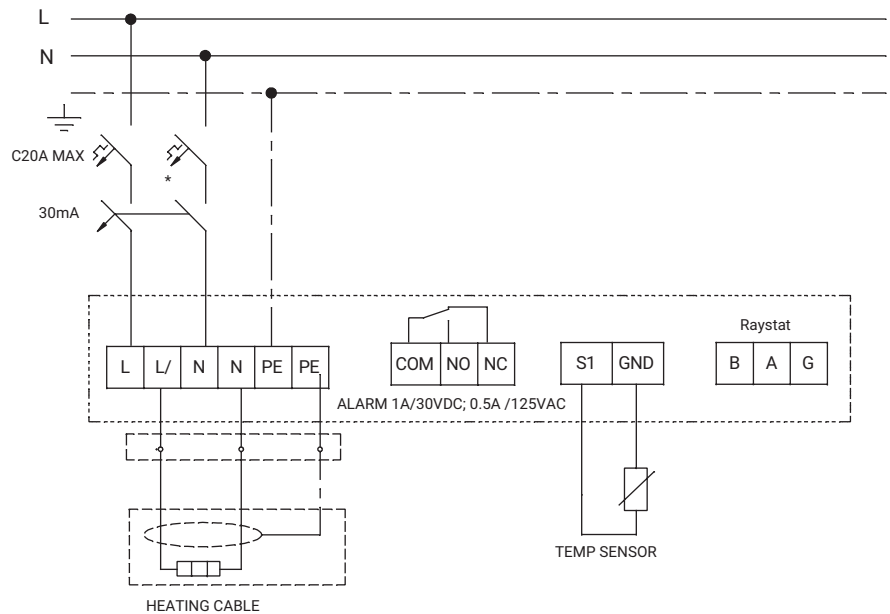 L
N
C20A MAX
*
30mA
Raystat
L L/ N N PE PE
COM NO NC
S1 GND
B A G
ALARM 1A/30VDC; 0.5A /125VAC
TEMP SENSOR
HEATING CABLE